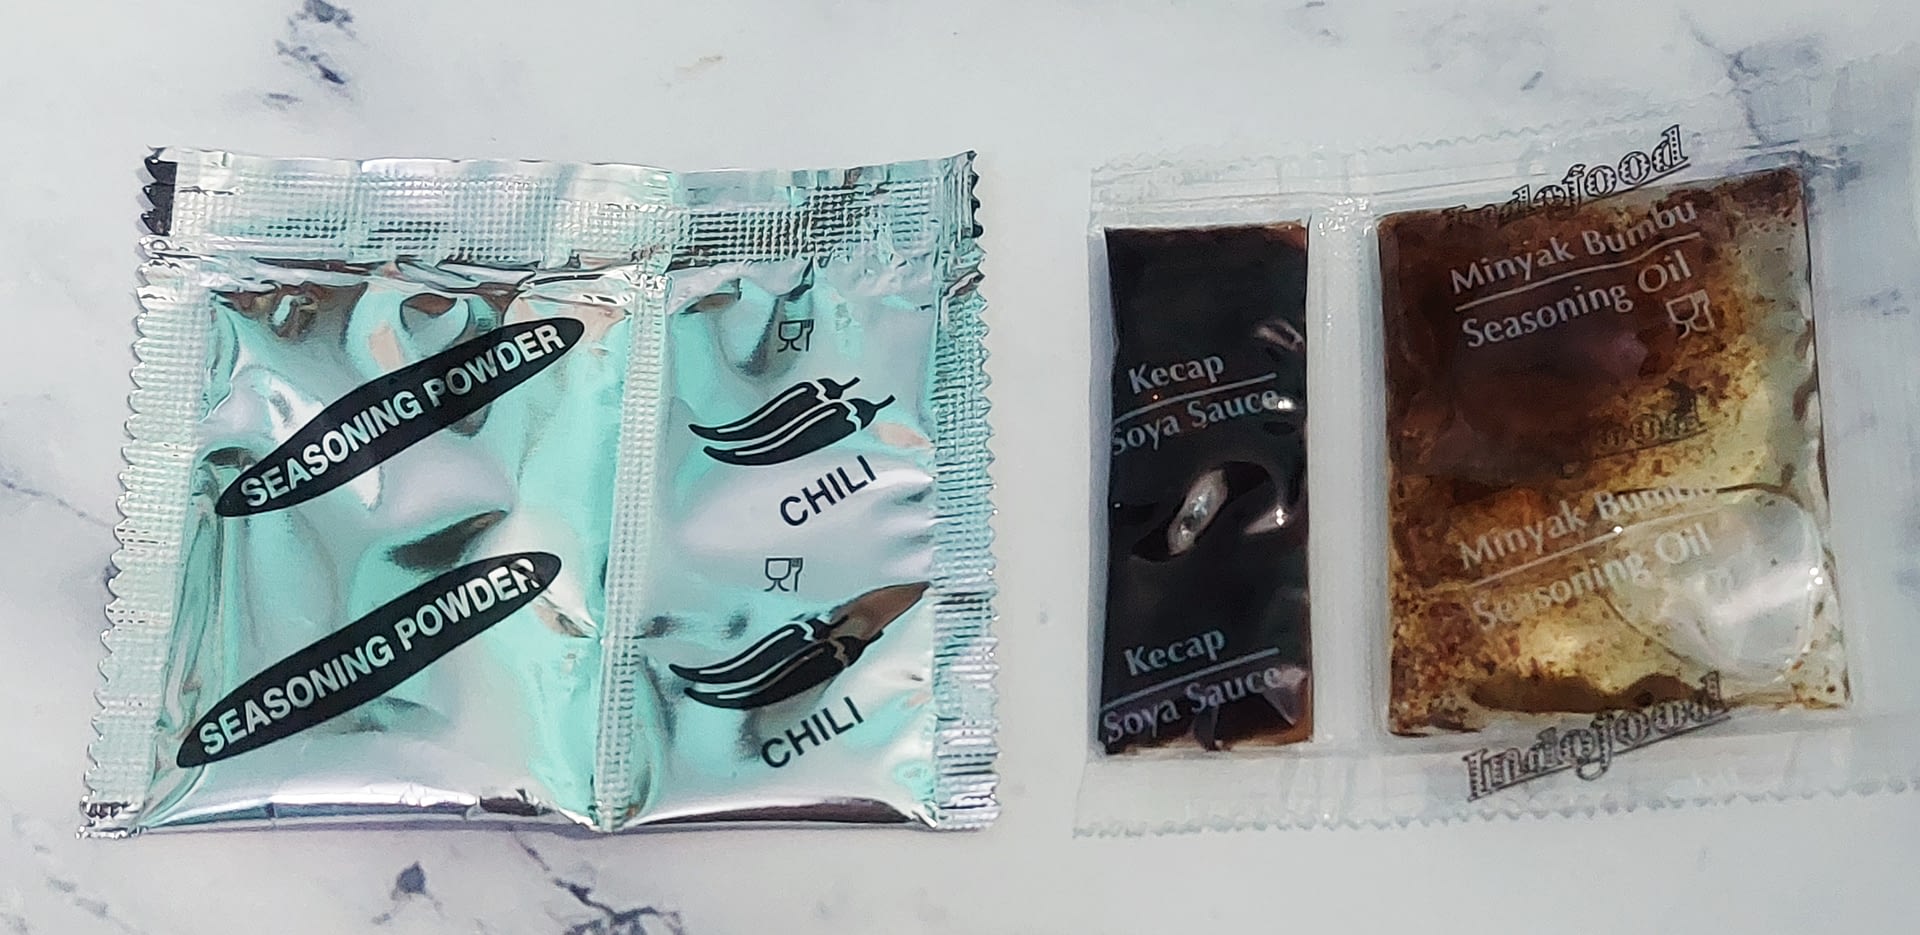 SEASONING POWDER
SEASONING POWDER
CHILI
CHILI
Kecap
Soya Sauce
Kecap
Soya Sauce
Indofood
Minyak Bumbu
Seasoning Oil
Minyak Bumbu
Seasoning Oil
Indofood